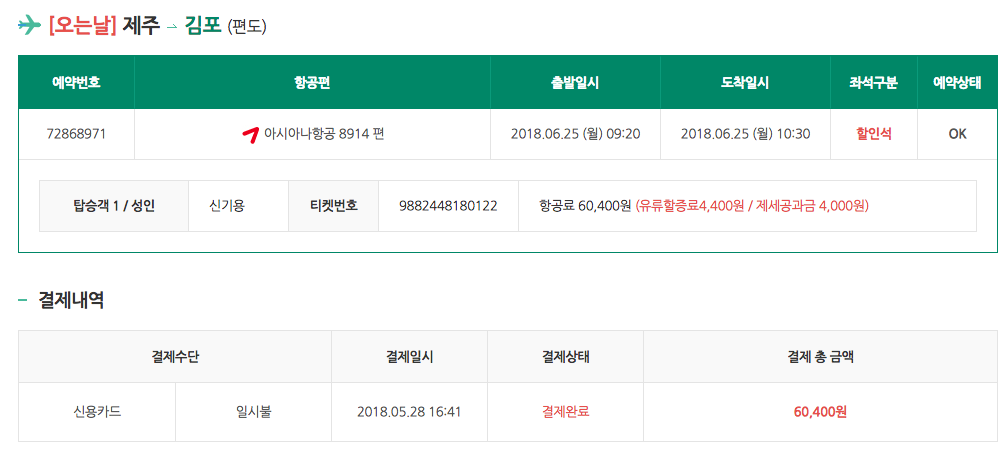 [오는날] 제주 → 김포 (편도)
예약번호 항공편 출발일시 도착일시 좌석구분 예약상태
72868971 아시아나항공 8914 편 2018.06.25 (월) 09:20 2018.06.25 (월) 10:30 할인석 OK
탑승객 1 / 성인 신기용 티켓번호 9882448180122 항공료 60,400원 (유류할증료4,400원 / 제세공과금 4,000원)
결제내역
결제수단 결제일시 결제상태 결제 총 금액
신용카드 일시불 2018.05.28 16:41 결제완료 60,400원